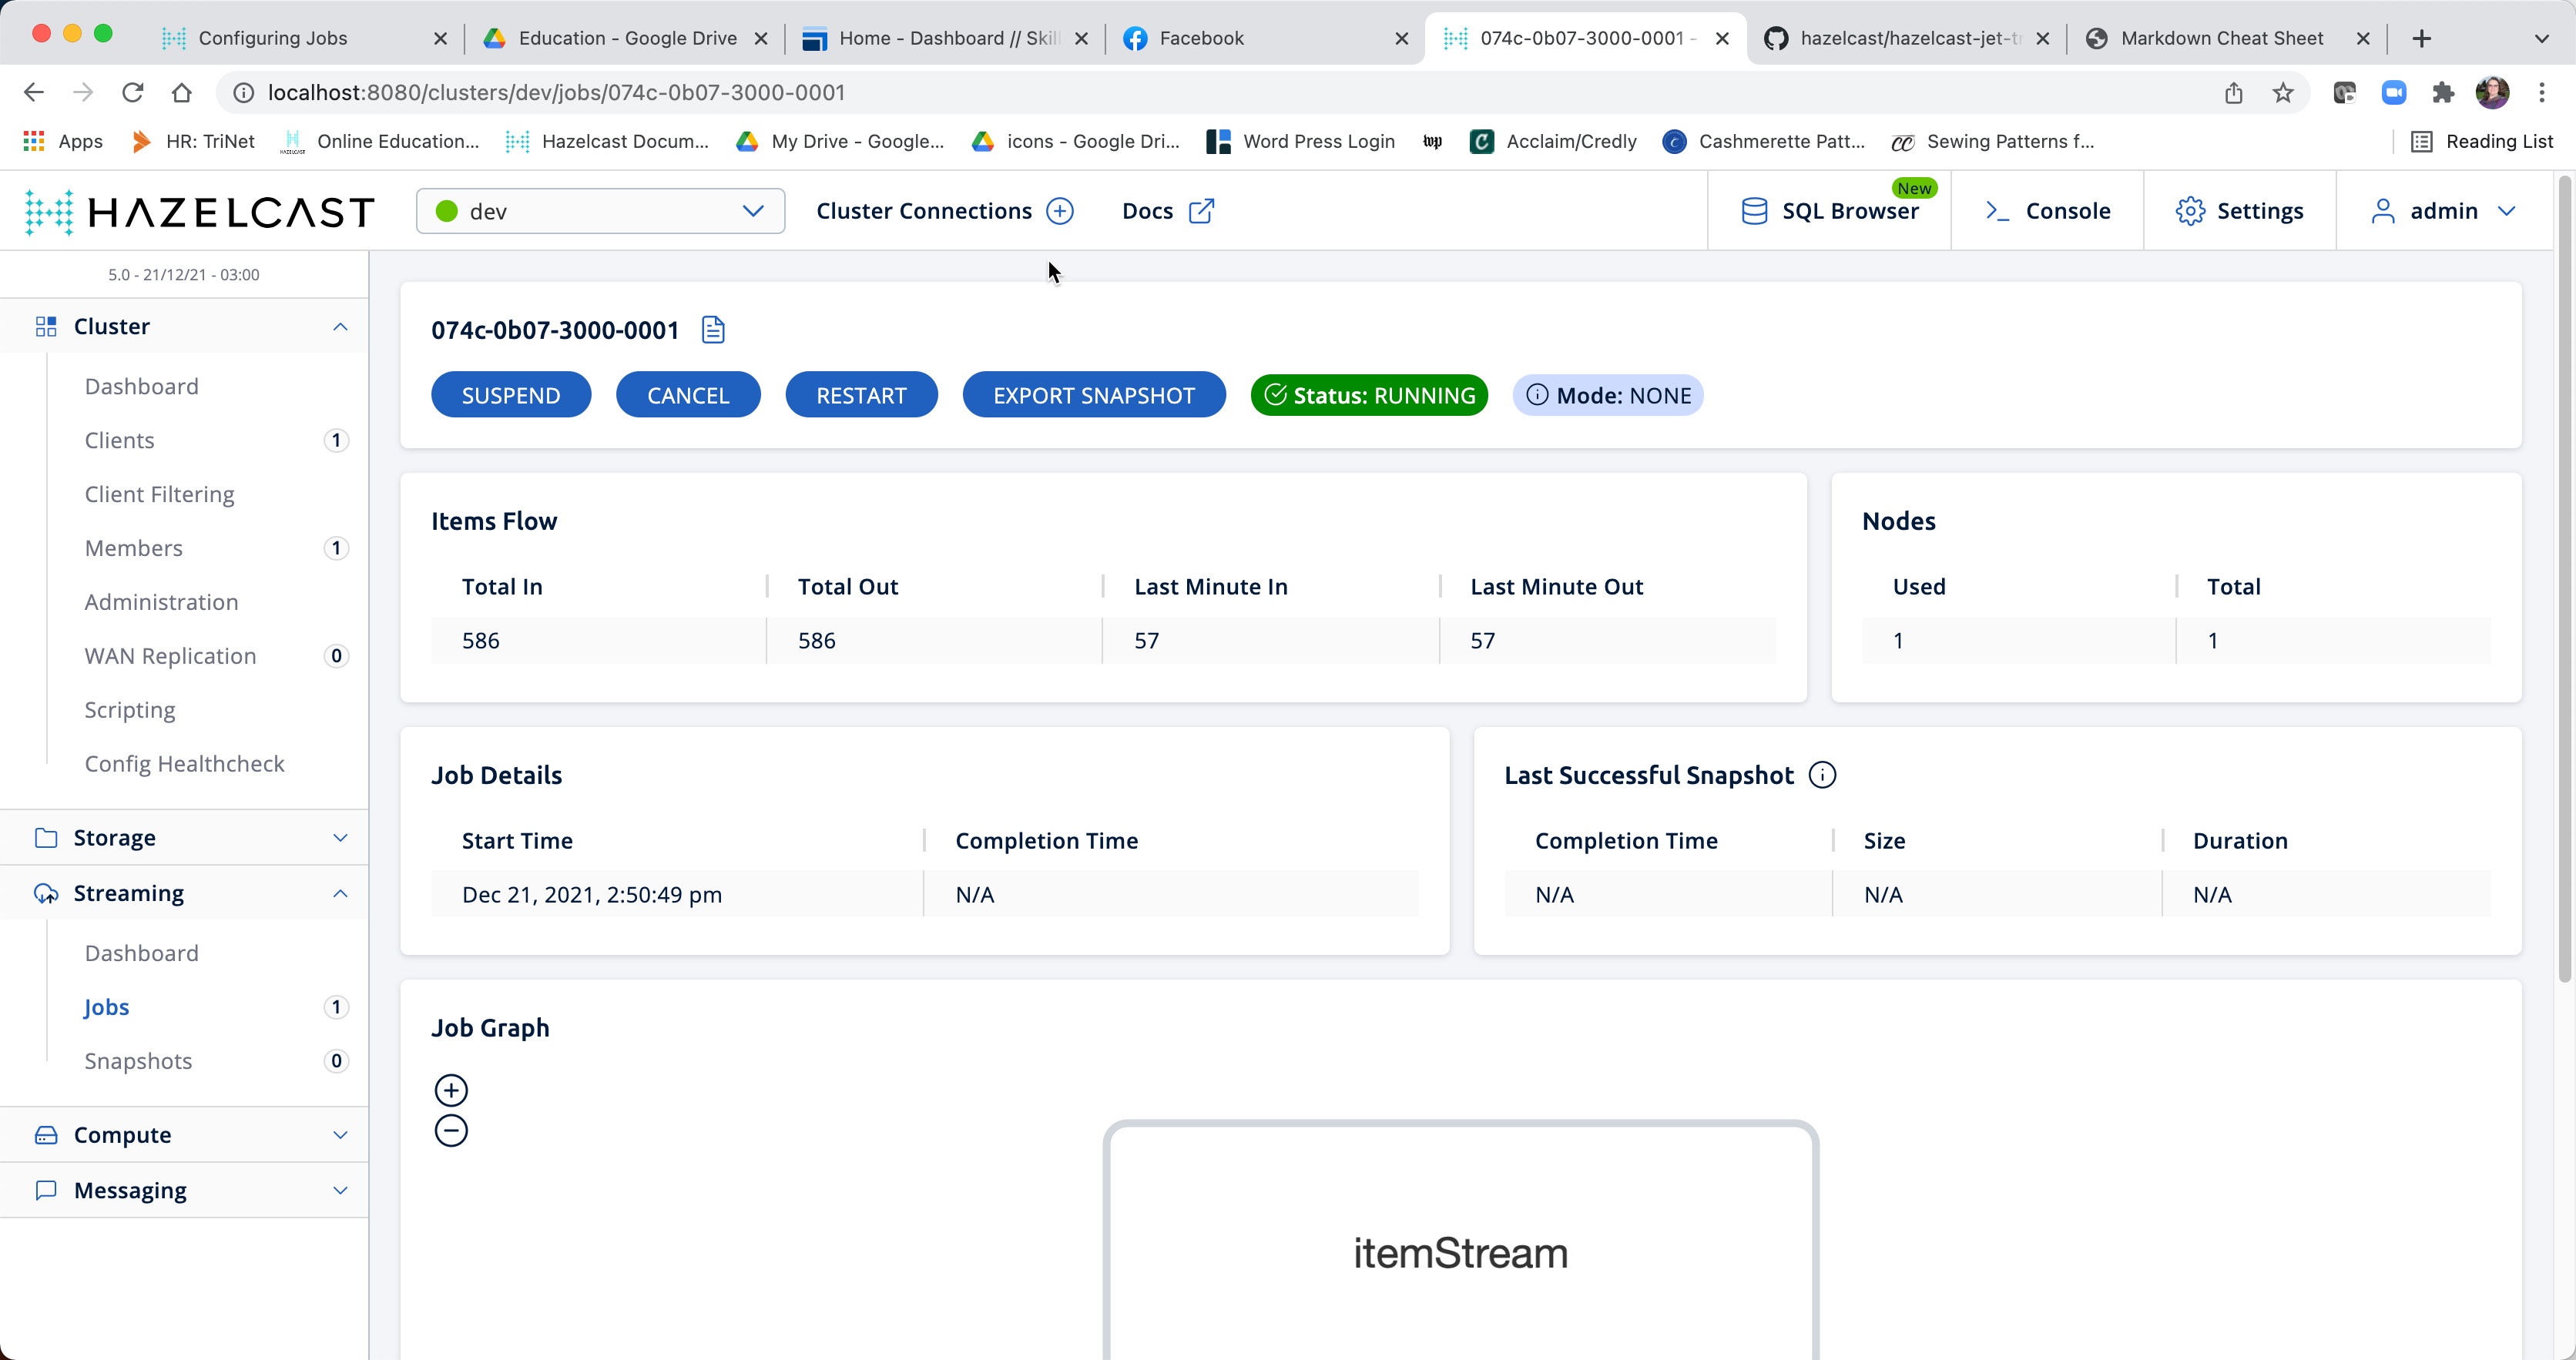 Configuring Jobs
Education - Google Drive
Home - Dashboard // Skil
Facebook
074c-0b07-3000-0001 -
hazelcast/hazelcast-jet-tr
Markdown Cheat Sheet
localhost:8080/clusters/dev/jobs/074c-0b07-3000-0001
Apps
HR: TriNet
Online Education...
Hazelcast Docum...
My Drive - Google...
icons - Google Dri...
Word Press Login
wp
Acclaim/Credly
Cashmerette Patt...
Sewing Patterns f...
Reading List
HAZELCAST
dev
Cluster Connections
Docs
SQL Browser
New
Console
Settings
admin
5.0 - 21/12/21 - 03:00
Cluster
Dashboard
Clients 1
Client Filtering
Members 1
Administration
WAN Replication 0
Scripting
Config Healthcheck
Storage
Streaming
Dashboard
Jobs 1
Snapshots 0
Compute
Messaging
074c-0b07-3000-0001
SUSPEND CANCEL RESTART EXPORT SNAPSHOT Status: RUNNING Mode: NONE
Items Flow
Total In Total Out Last Minute In Last Minute Out
586 586 57 57
Nodes
Used Total
1 1
Job Details
Start Time Completion Time
Dec 21, 2021, 2:50:49 pm N/A
Last Successful Snapshot
Completion Time Size Duration
N/A N/A N/A
Job Graph
itemStream